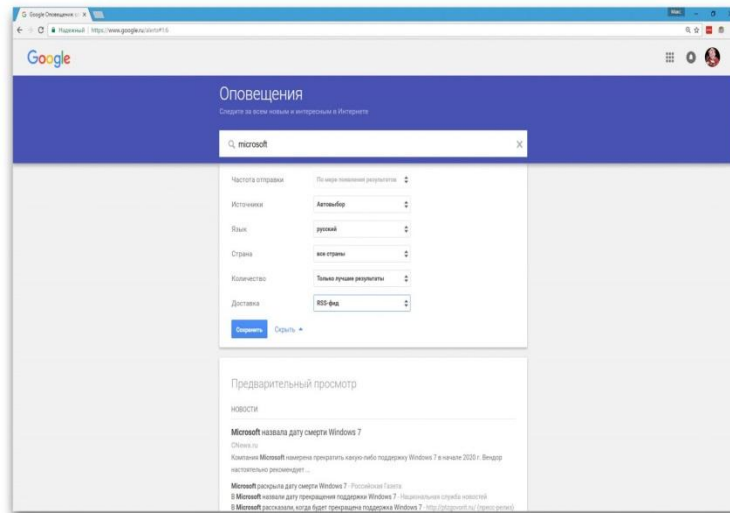 G Google Оповещения
Надежный | https://www.google.ru/alerts#1:6
Google
Оповещения
Следите за всем новым и интересным в Интернете
microsoft X
Частота отправки По мере появления результатов
Источники Автовыбор
Язык русский
Страна все страны
Количество Только лучшие результаты
Доставка RSS-фид
Сохранить Скрыть
Предварительный просмотр
НОВОСТИ
Microsoft назвала дату смерти Windows 7
CNews.ru
Компания Microsoft намерена прекратить какую-либо поддержку Windows 7 в начале 2020 г. Вендор
настоятельно рекомендует ...
Microsoft раскрыла дату смерти Windows 7 - Российская Газета
В Microsoft назвали дату прекращения поддержки Windows 7 - Национальная служба новостей
В Microsoft рассказали, когда будет прекращена поддержка Windows 7 - (пресс-релиз)